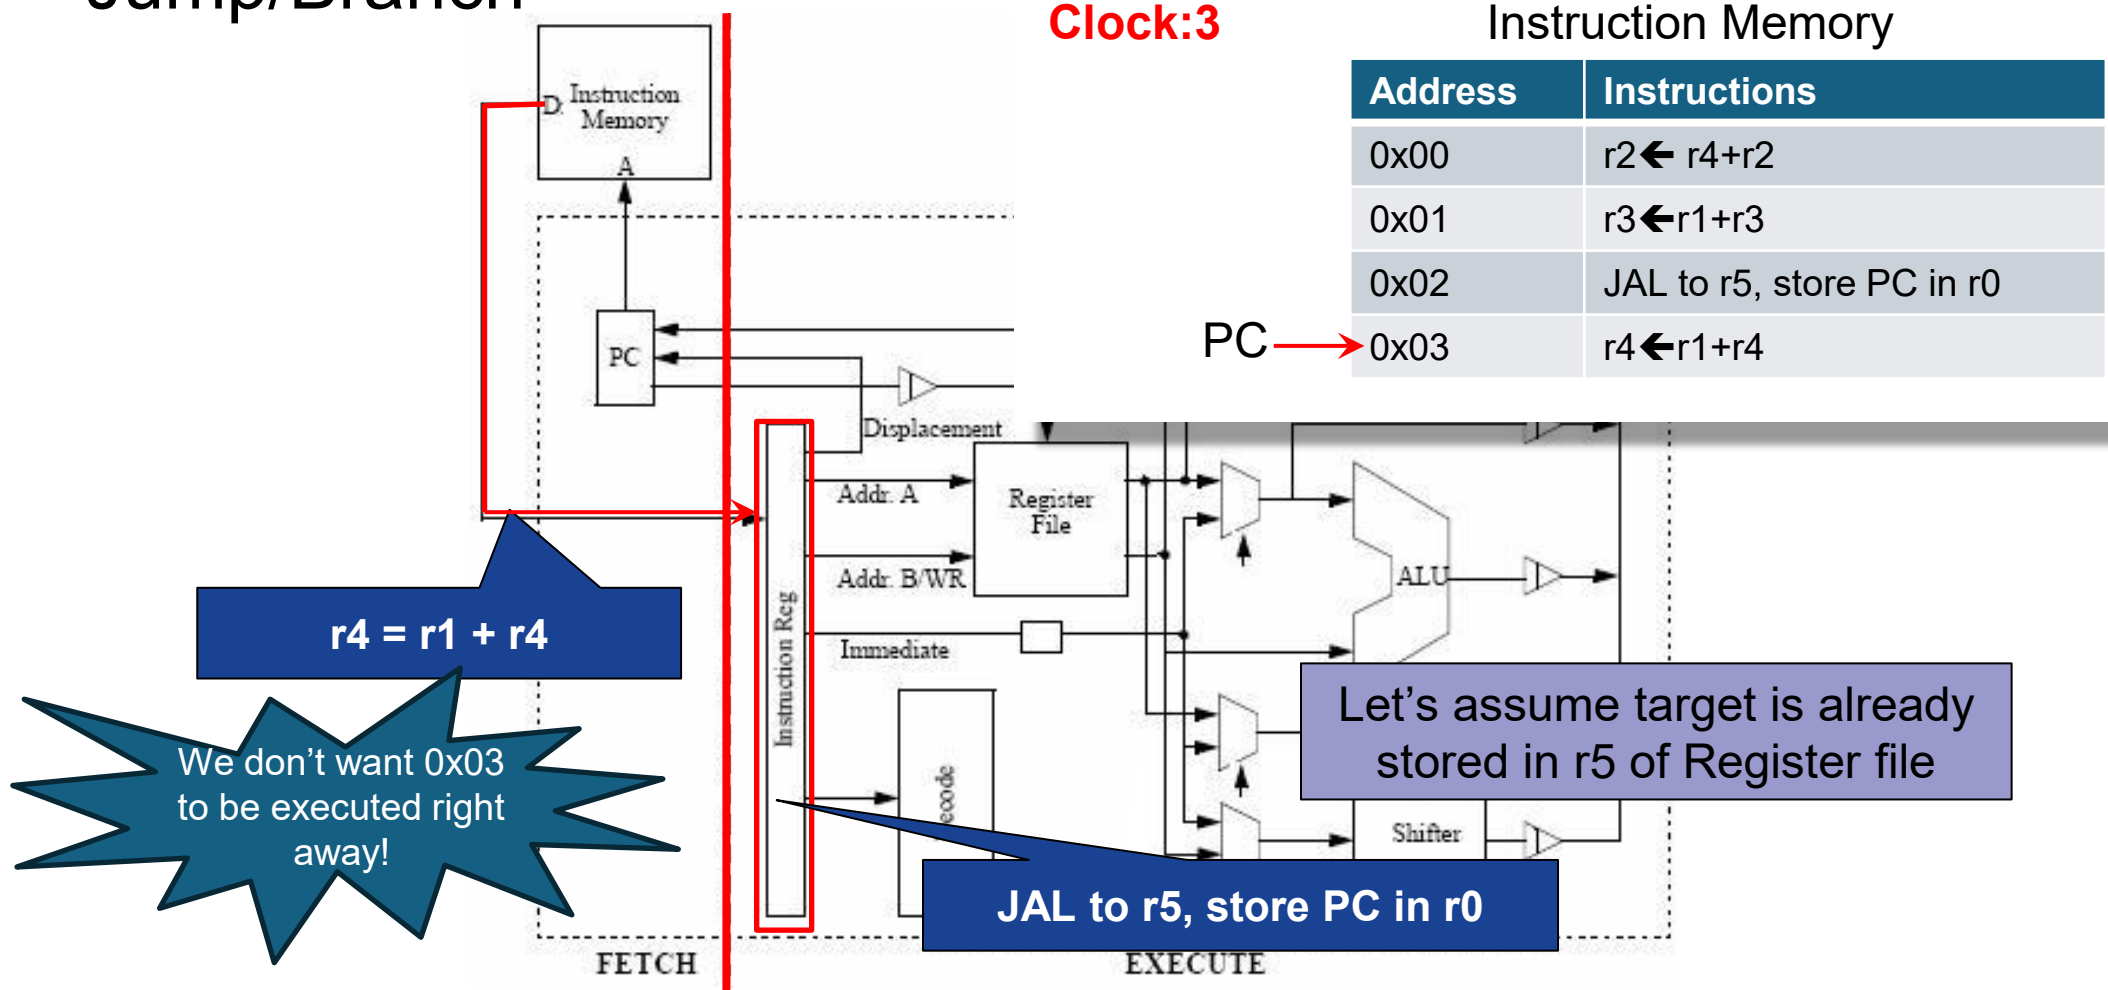 Jump/Branch
Clock:3
Instruction Memory
Address Instructions
0x00 r2🡸 r4+r2
0x01 r3🡸r1+r3
0x02 JAL to r5, store PC in r0
PC 0x03 r4🡸r1+r4
D
Instruction
Memory
A
PC
Displacement
Addr. A
Register
File
Addr. B/WR
ALU
Immediate
Instruction Reg
ecode
Shifter
r4 = r1 + r4
We don’t want 0x03
to be executed right
away!
Let’s assume target is already
stored in r5 of Register file
JAL to r5, store PC in r0
FETCH
EXECUTE